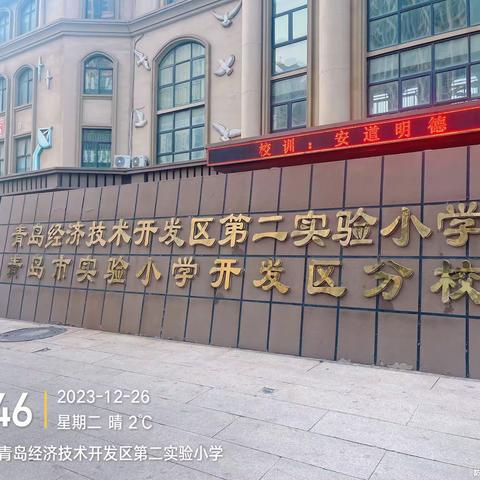 校训：安道明德
青岛经济技术开发区第二实验小学
青岛市实验小学开发区分校
46
2023-12-26
星期二 晴 2℃
青岛经济技术开发区第二实验小学